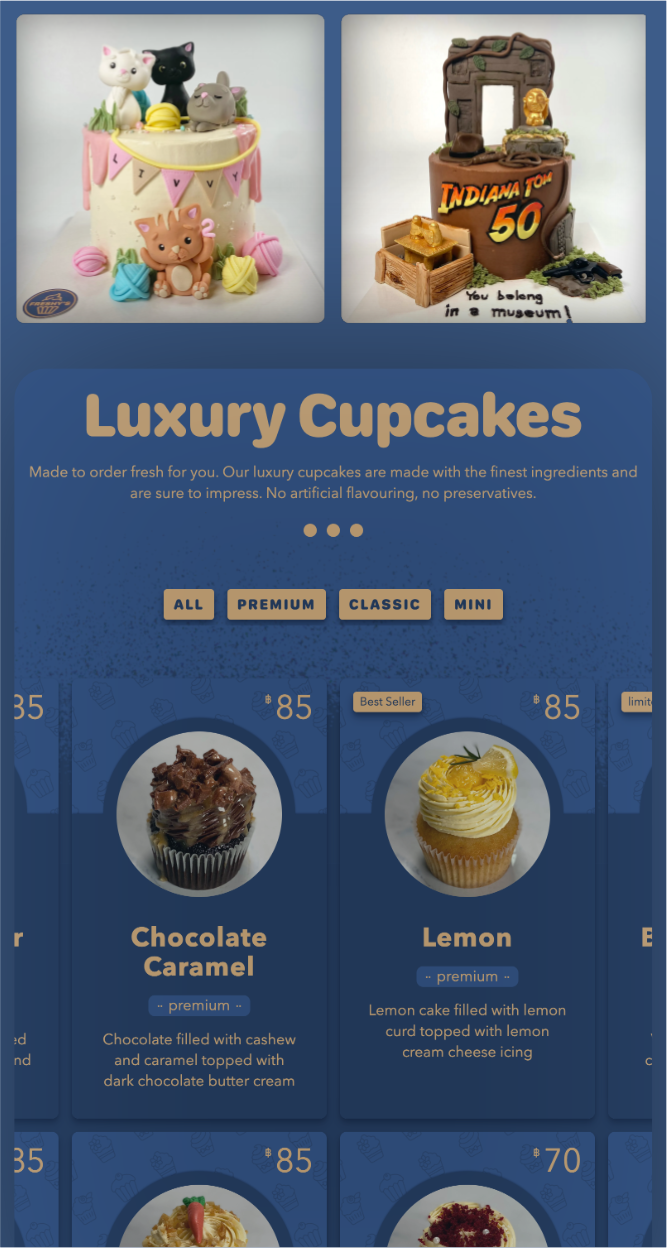 LIVVY
FREDDY'S
INDIANA TOM
50
You belong
in a museum!
Luxury Cupcakes
Made to order fresh for you. Our luxury cupcakes are made with the finest ingredients and
are sure to impress. No artificial flavouring, no preservatives.
ALL PREMIUM CLASSIC MINI
35
฿85
Best Seller
฿85
limit
r
Chocolate
Caramel
Lemon
B
·· premium ··
·· premium ··
ed
nd
Chocolate filled with cashew
and caramel topped with
dark chocolate butter cream
Lemon cake filled with lemon
curd topped with lemon
cream cheese icing
35
฿85
฿70